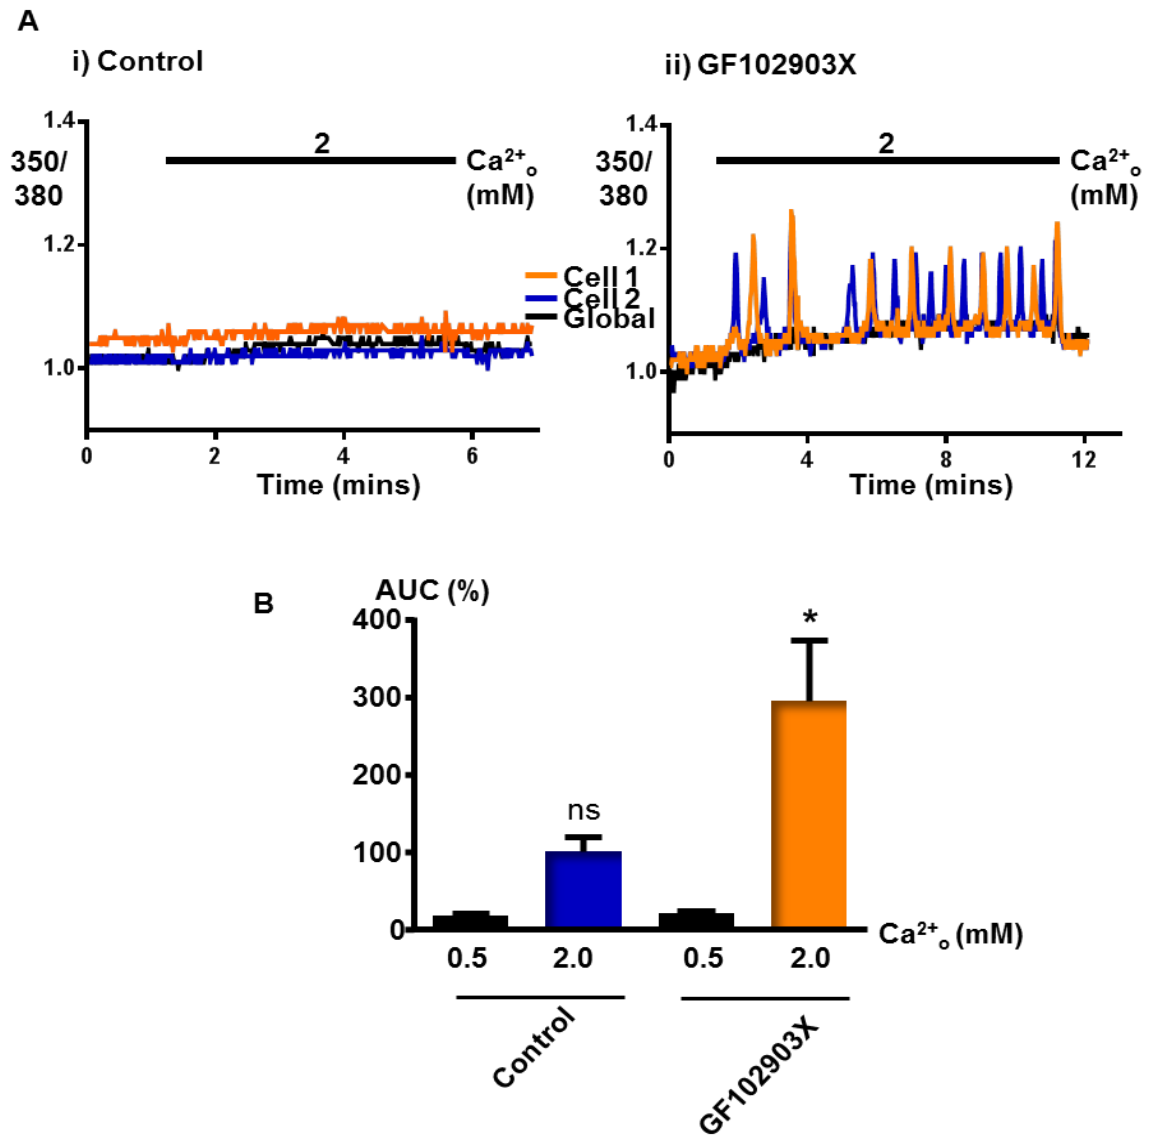 A
i) Control
ii) GF102903X
1.4
350/
380
1.2
1.0
2
Ca²⁺ₒ
(mM)
0 2 4 6
Time (mins)
Cell 1
Cell 2
Global
1.4
350/
380
1.2
1.0
2
Ca²⁺ₒ
(mM)
0 4 8 12
Time (mins)
B
AUC (%)
400
300
200
100
0
ns
*
0.5 2.0 0.5 2.0
Ca²⁺ₒ (mM)
Control
GF102903X